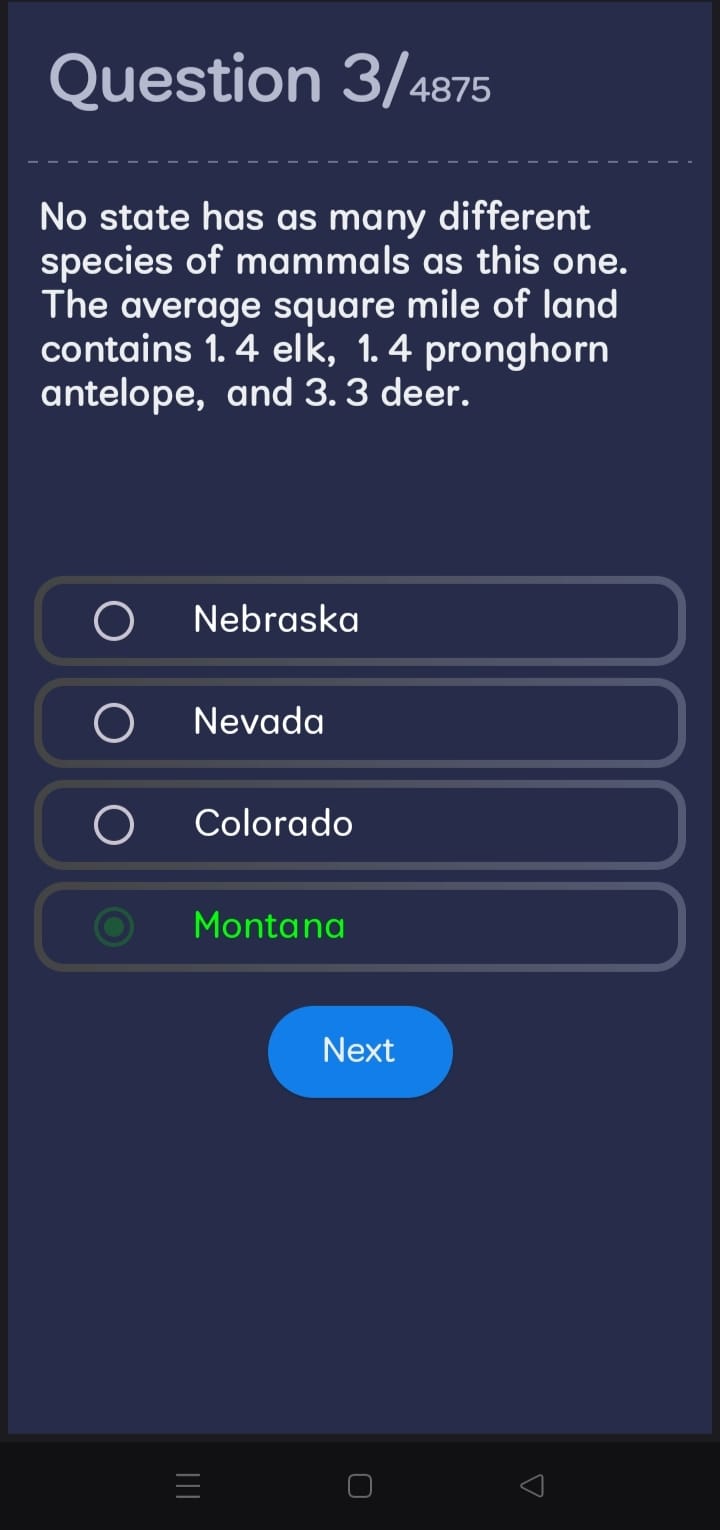 Question 3/4875
No state has as many different
species of mammals as this one.
The average square mile of land
contains 1. 4 elk,  1. 4 pronghorn
antelope,  and 3. 3 deer.
Nebraska
Nevada
Colorado
Montana
Next